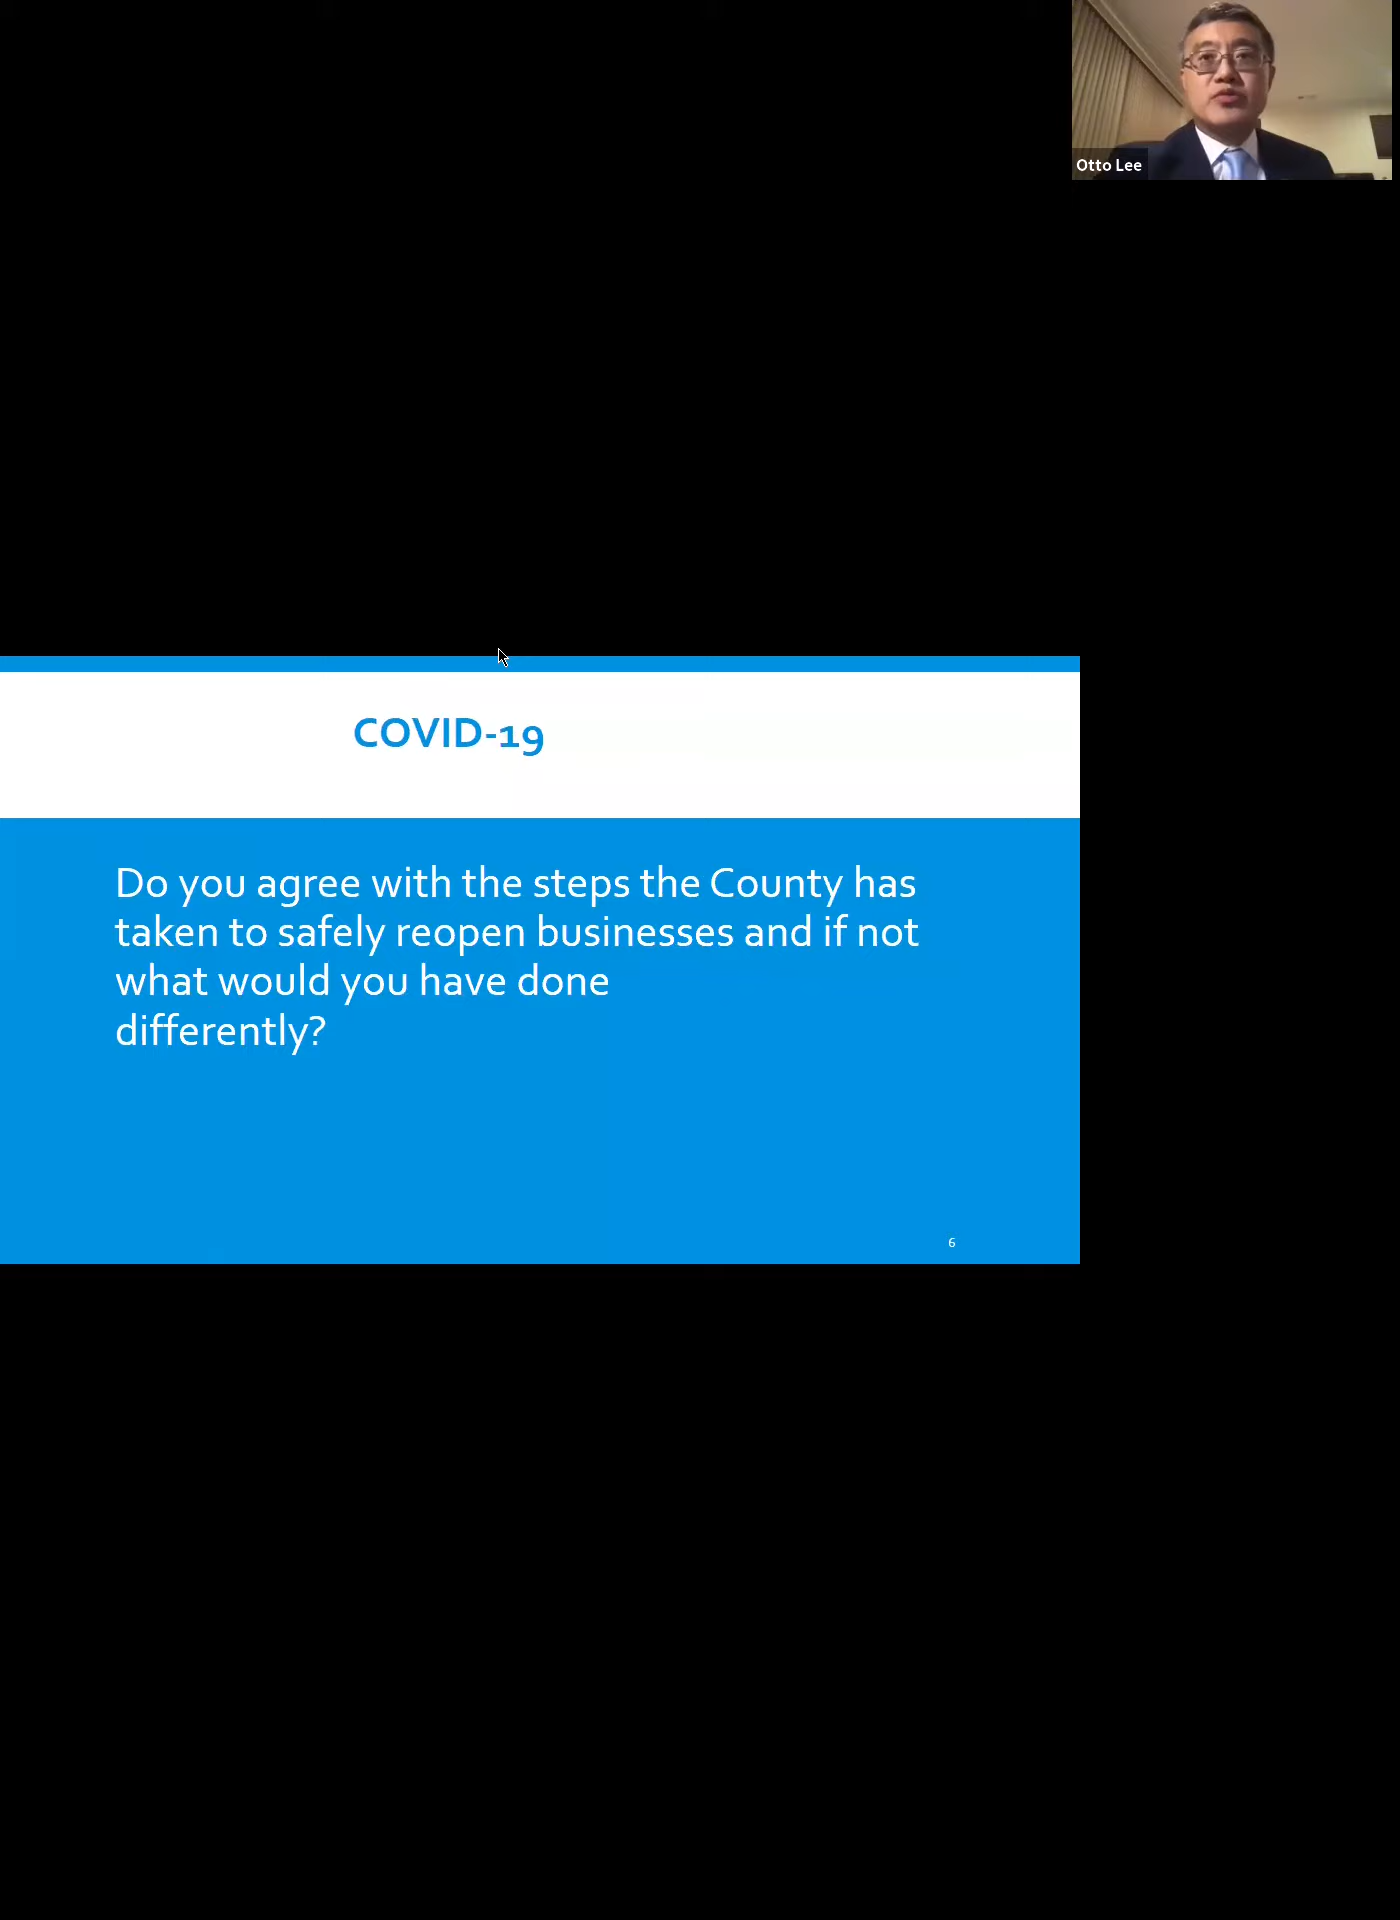 Otto Lee
COVID-19
Do you agree with the steps the County has
taken to safely reopen businesses and if not
what would you have done
differently?
6